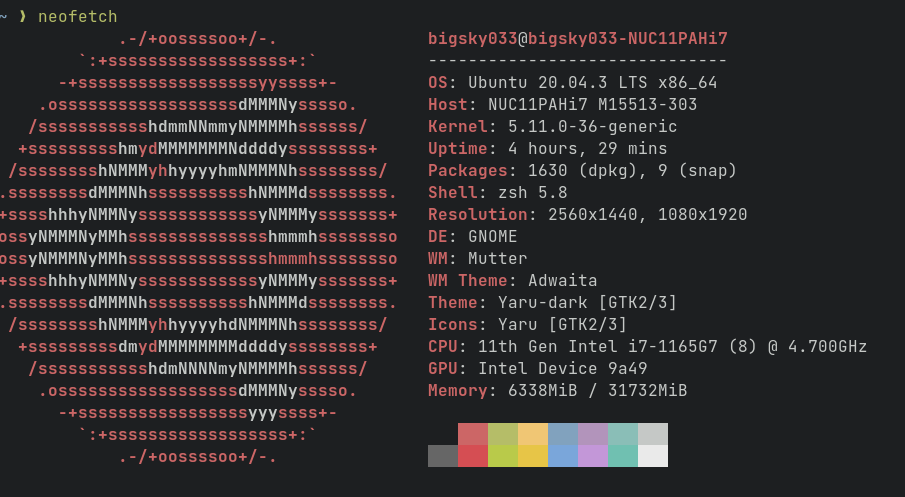 ~ ❱ neofetch
.-/+oossssoo+/-.
`:+ssssssssssssssssss+:`
-+ssssssssssssssssssyyssss+-
.ossssssssssssssssssdMMMNysssso.
/ssssssssssshdmmNNmmyNMMMMhssssss/
+ssssssssshmydMMMMMMMNddddyssssssss+
/sssssssshNMMMyhhyyyyhmNMMMNhssssssss/
.ssssssssdMMMNhsssssssssshNMMMdssssssss.
+sssshhhyNMMNyssssssssssssyNMMMysssssss+
ossyNMMMNyMMhsssssssssssssshmmmhssssssso
ossyNMMMNyMMhsssssssssssssshmmmhssssssso
+sssshhhyNMMNyssssssssssssyNMMMysssssss+
.ssssssssdMMMNhsssssssssshNMMMdssssssss.
/sssssssshNMMMyhhyyyyhdNMMMNhssssssss/
+sssssssssdmydMMMMMMMMddddyssssssss+
/ssssssssssshdmNNNNmyNMMMMhssssss/
.ossssssssssssssssssdMMMNysssso.
-+sssssssssssssssssyyyssss+-
`:+ssssssssssssssssss+:`
.-/+oossssoo+/-.
bigsky033@bigsky033-NUC11PAHi7
------------------------------
OS: Ubuntu 20.04.3 LTS x86_64
Host: NUC11PAHi7 M15513-303
Kernel: 5.11.0-36-generic
Uptime: 4 hours, 29 mins
Packages: 1630 (dpkg), 9 (snap)
Shell: zsh 5.8
Resolution: 2560x1440, 1080x1920
DE: GNOME
WM: Mutter
WM Theme: Adwaita
Theme: Yaru-dark [GTK2/3]
Icons: Yaru [GTK2/3]
CPU: 11th Gen Intel i7-1165G7 (8) @ 4.700GHz
GPU: Intel Device 9a49
Memory: 6338MiB / 31732MiB